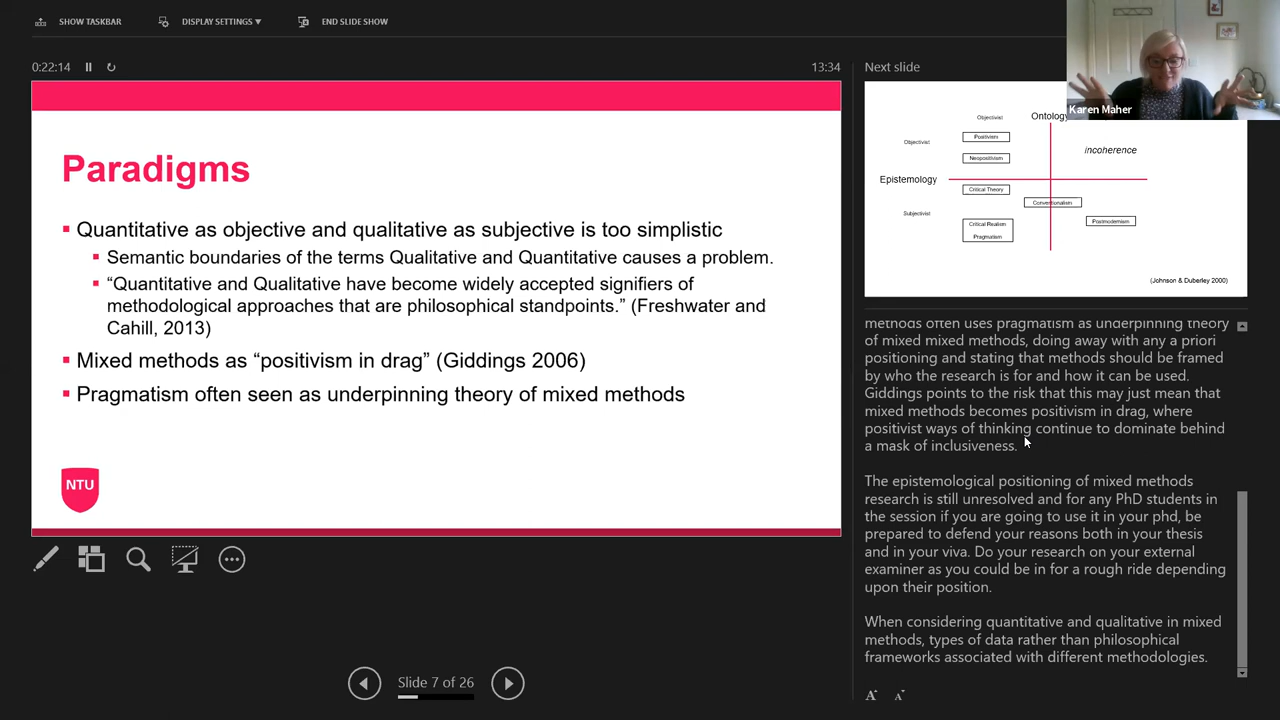 SHOW TASKBAR
DISPLAY SETTINGS ▼
END SLIDE SHOW
0:22:14
13:34
Paradigms
Quantitative as objective and qualitative as subjective is too simplistic
Semantic boundaries of the terms Qualitative and Quantitative causes a problem.
“Quantitative and Qualitative have become widely accepted signifiers of
methodological approaches that are philosophical standpoints.” (Freshwater and
Cahill, 2013)
Mixed methods as “positivism in drag” (Giddings 2006)
Pragmatism often seen as underpinning theory of mixed methods
NTU
Slide 7 of 26
Next slide
Karen Maher
Objectivist
Ontology
Objectivist
Positivism
incoherence
Neopositivism
Epistemology
Critical Theory
Conventionalism
Subjectivist
Postmodernism
Critical Realism
Pragmatism
(Johnson & Duberley 2000)
methods often uses pragmatism as underpinning theory
of mixed mixed methods, doing away with any a priori
positioning and stating that methods should be framed
by who the research is for and how it can be used.
Giddings points to the risk that this may just mean that
mixed methods becomes positivism in drag, where
positivist ways of thinking continue to dominate behind
a mask of inclusiveness.
The epistemological positioning of mixed methods
research is still unresolved and for any PhD students in
the session if you are going to use it in your phd, be
prepared to defend your reasons both in your thesis
and in your viva. Do your research on your external
examiner as you could be in for a rough ride depending
upon their position.
When considering quantitative and qualitative in mixed
methods, types of data rather than philosophical
frameworks associated with different methodologies.
A A